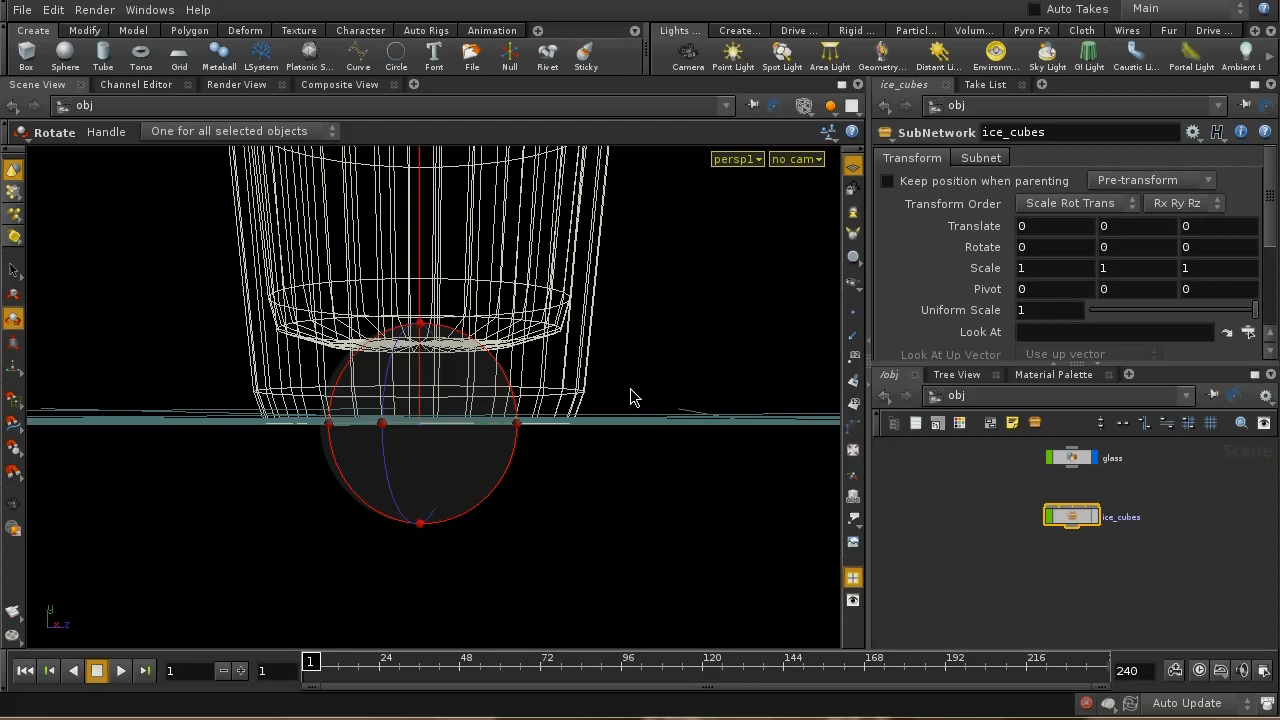 File Edit Render Windows Help Auto Takes Main
Create Modify Model Polygon Deform Texture Character Auto Rigs Animation Lights ... Create... Drive ... Rigid ... Particl... Volum... Pyro FX Cloth Wires Fur Drive ...
Box Sphere Tube Torus Grid Metaball LSystem Platonic S... Curve Circle Font File Null Rivet Sticky Camera Point Light Spot Light Area Light Geometry... Distant Li... Environm... Sky Light GI Light Caustic Li... Portal Light Ambient L
Scene View Channel Editor Render View Composite View ice_cubes Take List
obj obj
Rotate Handle One for all selected objects SubNetwork ice_cubes
persp1 no cam Transform Subnet
Keep position when parenting Pre-transform
Transform Order Scale Rot Trans Rx Ry Rz
Translate 0 0 0
Rotate 0 0 0
Scale 1 1 1
Pivot 0 0 0
Uniform Scale 1
Look At
Look At Up Vector Use up vector
/obj Tree View Material Palette
obj
Scene
glass
ice_cubes
y
x z
1 1 1 24 48 72 96 120 144 168 192 216 240
Auto Update